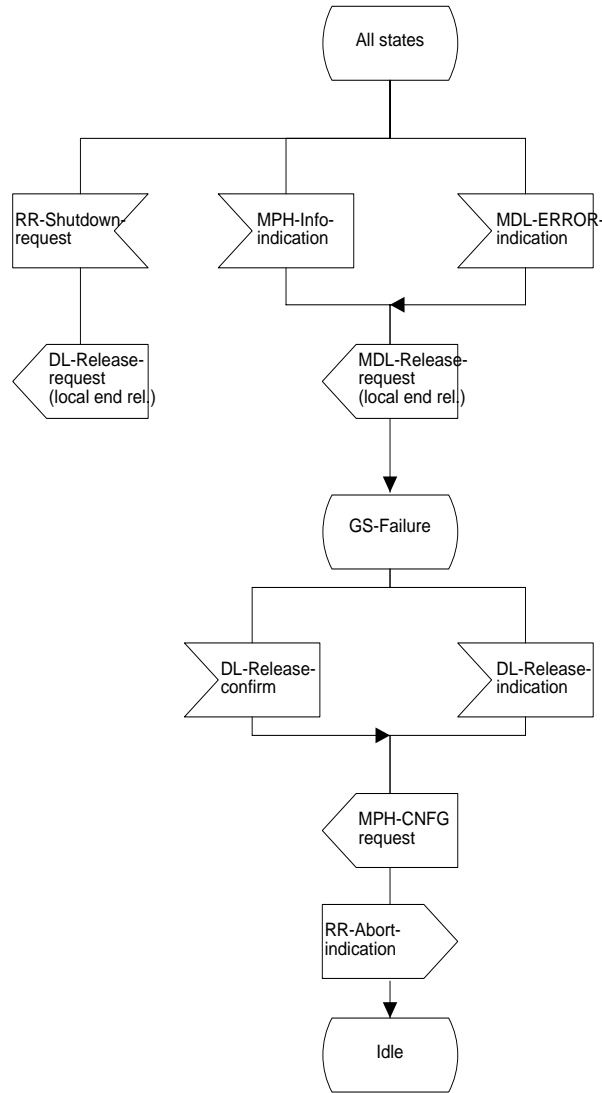 All states
RR-Shutdown-
request
MPH-Info-
indication
MDL-ERROR-
indication
DL-Release-
request
(local end rel.)
MDL-Release-
request
(local end rel.)
GS-Failure
DL-Release-
confirm
DL-Release-
indication
MPH-CNFG
request
RR-Abort-
indication
Idle